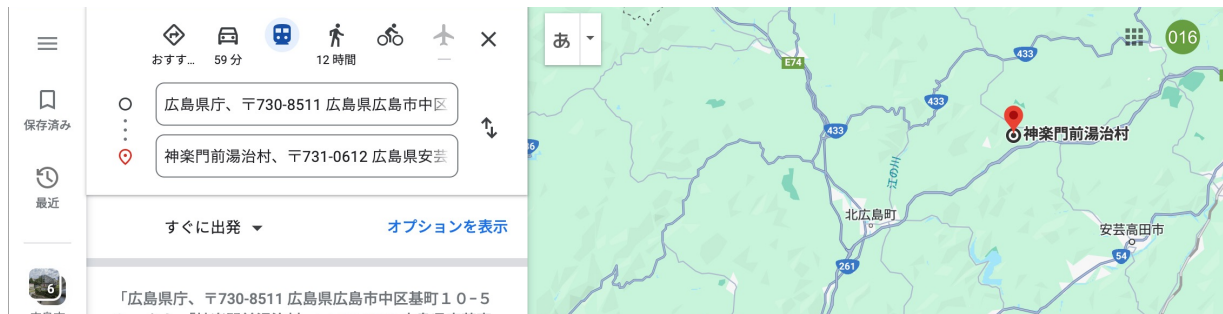 おすす…
59 分
12 時間
—
広島県庁、〒730-8511 広島県広島市中区
神楽門前湯治村、〒731-0612 広島県安芸
保存済み
最近
6
すぐに出発
オプションを表示
「広島県庁、〒730-8511 広島県広島市中区基町１０−５
あ
016
E74
433
433
433
神楽門前湯治村
江の川
北広島町
安芸高田市
54
261